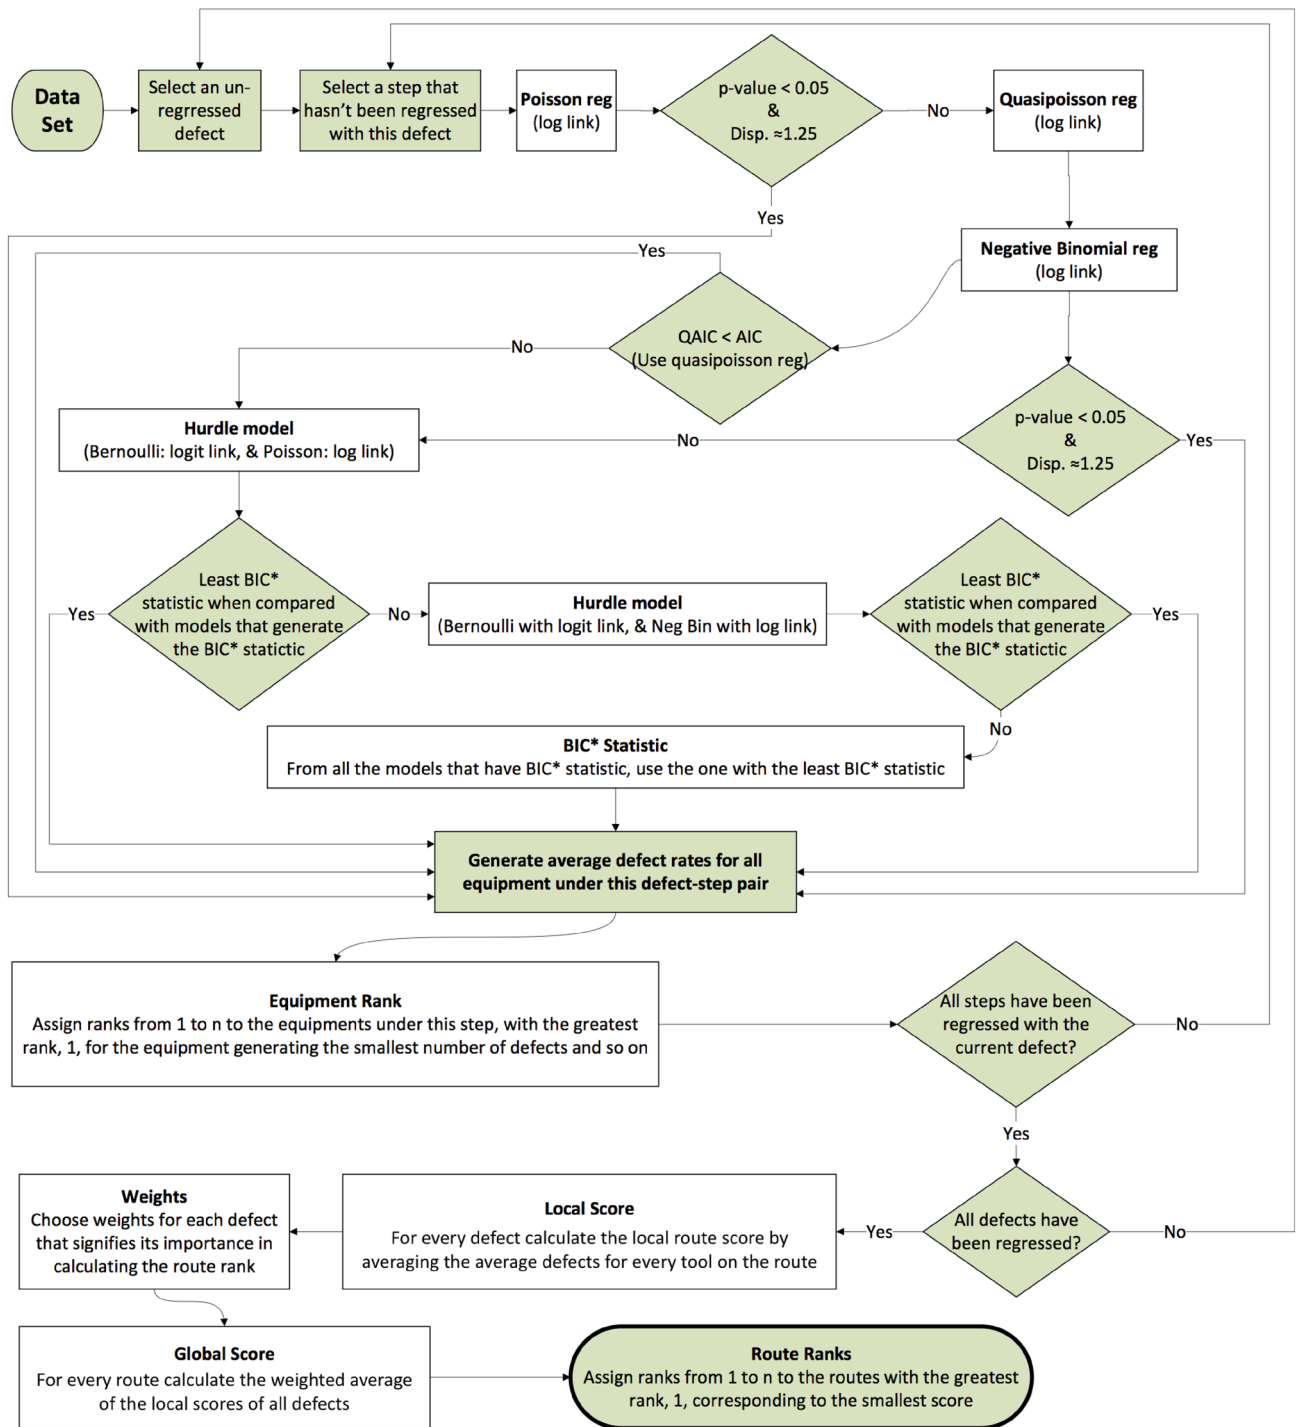 Data
Set
Select an un-
regrressed
defect
Select a step that
hasn't been regressed
with this defect
Poisson reg
(log link)
p-value < 0.05
&
Disp. ≈1.25
No
Quasipoisson reg
(log link)
Yes
Yes
Negative Binomial reg
(log link)
QAIC < AIC
(Use quasipoisson reg)
No
Hurdle model
(Bernoulli: logit link, & Poisson: log link)
No
p-value < 0.05
&
Disp. ≈1.25
Yes
Yes
Least BIC*
statistic when compared
with models that generate
the BIC* statictic
No
Hurdle model
(Bernoulli with logit link, & Neg Bin with log link)
Least BIC*
statistic when compared
with models that generate
the BIC* statictic
Yes
No
BIC* Statistic
From all the models that have BIC* statistic, use the one with the least BIC* statistic
Generate average defect rates for all
equipment under this defect-step pair
Equipment Rank
Assign ranks from 1 to n to the equipments under this step, with the greatest
rank, 1, for the equipment generating the smallest number of defects and so on
All steps have been
regressed with the
current defect?
No
Yes
Weights
Choose weights for each defect
that signifies its importance in
calculating the route rank
Local Score
For every defect calculate the local route score by
averaging the average defects for every tool on the route
Yes
All defects have
been regressed?
No
Global Score
For every route calculate the weighted average
of the local scores of all defects
Route Ranks
Assign ranks from 1 to n to the routes with the greatest
rank, 1, corresponding to the smallest score